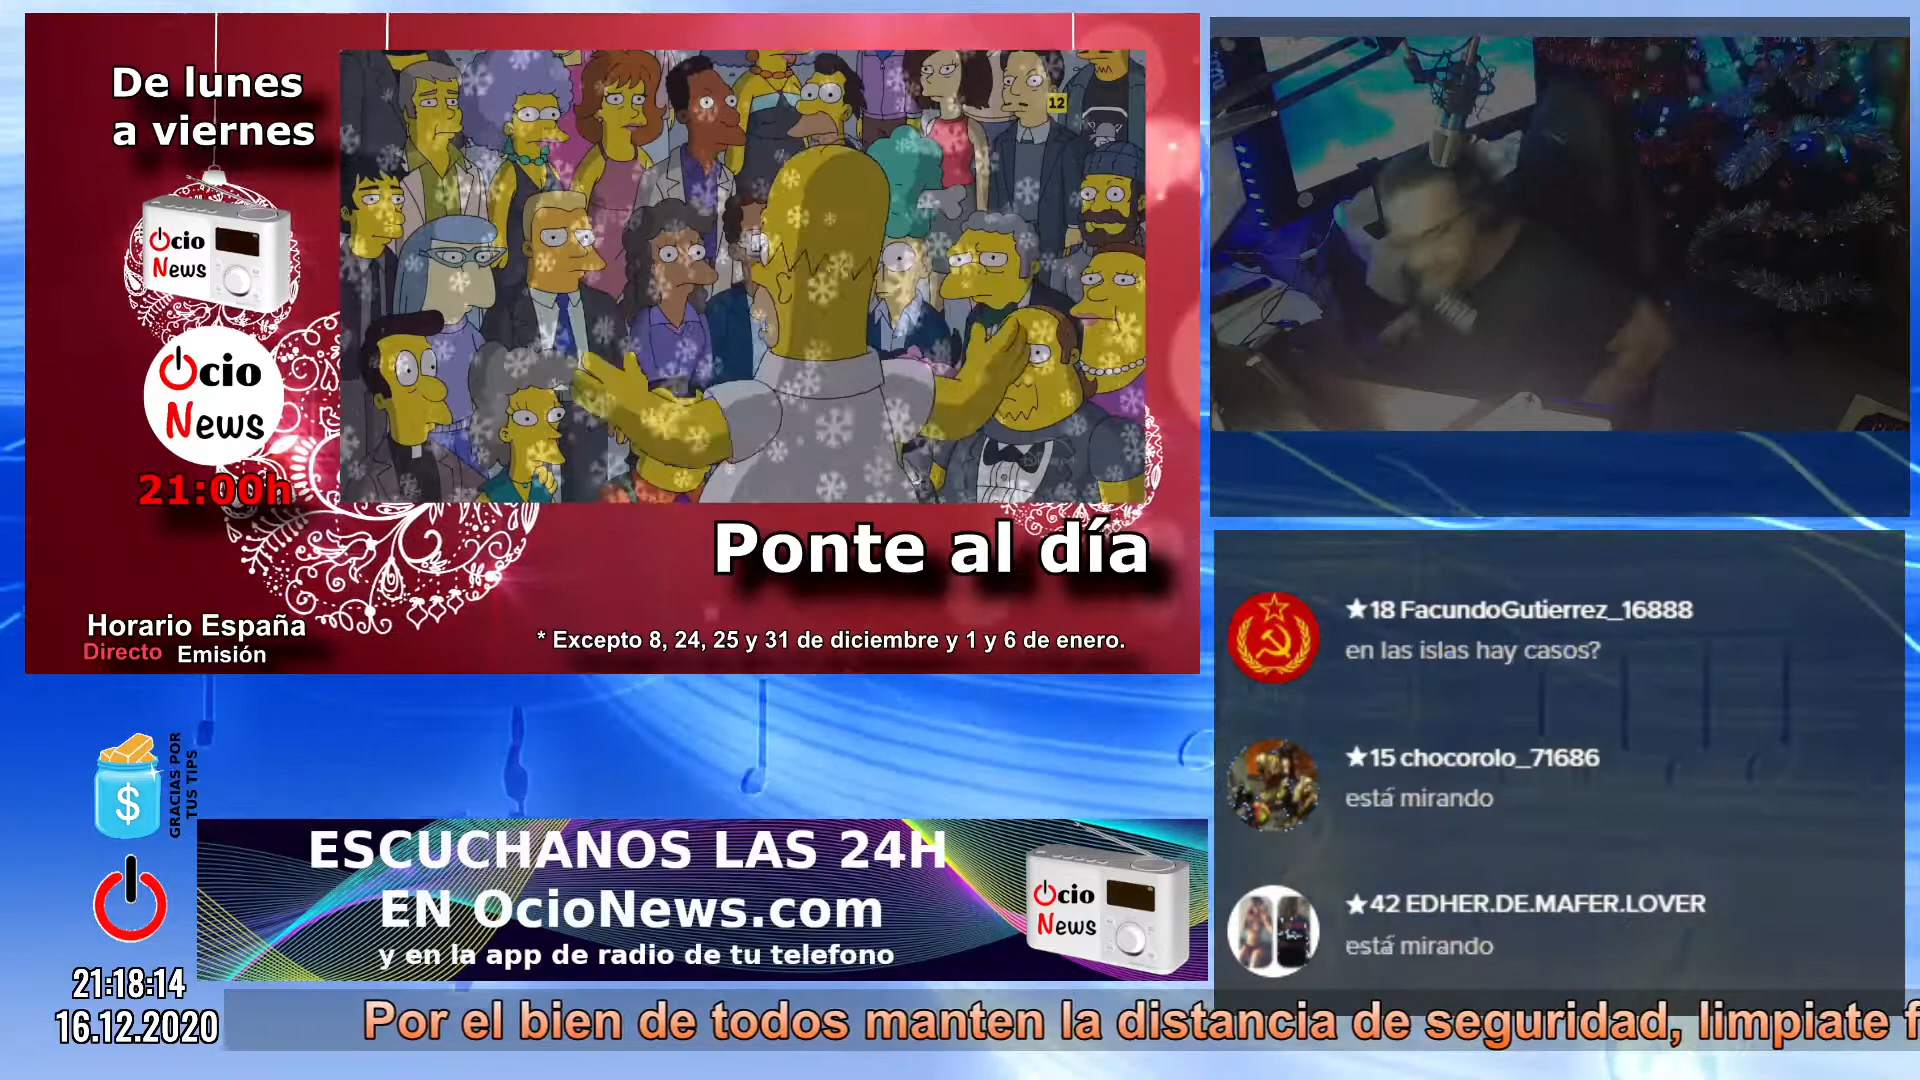 De lunes
a viernes
12
Ocio
News
Ocio
News
21:00h
Ponte al día
Horario España
Directo Emisión
* Excepto 8, 24, 25 y 31 de diciembre y 1 y 6 de enero.
★18 FacundoGutierrez_16888
en las islas hay casos?
★15 chocorolo_71686
está mirando
★42 EDHER.DE.MAFER.LOVER
está mirando
$
GRACIAS POR
TUS TIPS
ESCUCHANOS LAS 24H
EN OcioNews.com
y en la app de radio de tu telefono
Ocio
News
21:18:14
16.12.2020
Por el bien de todos manten la distancia de seguridad, limpiate f